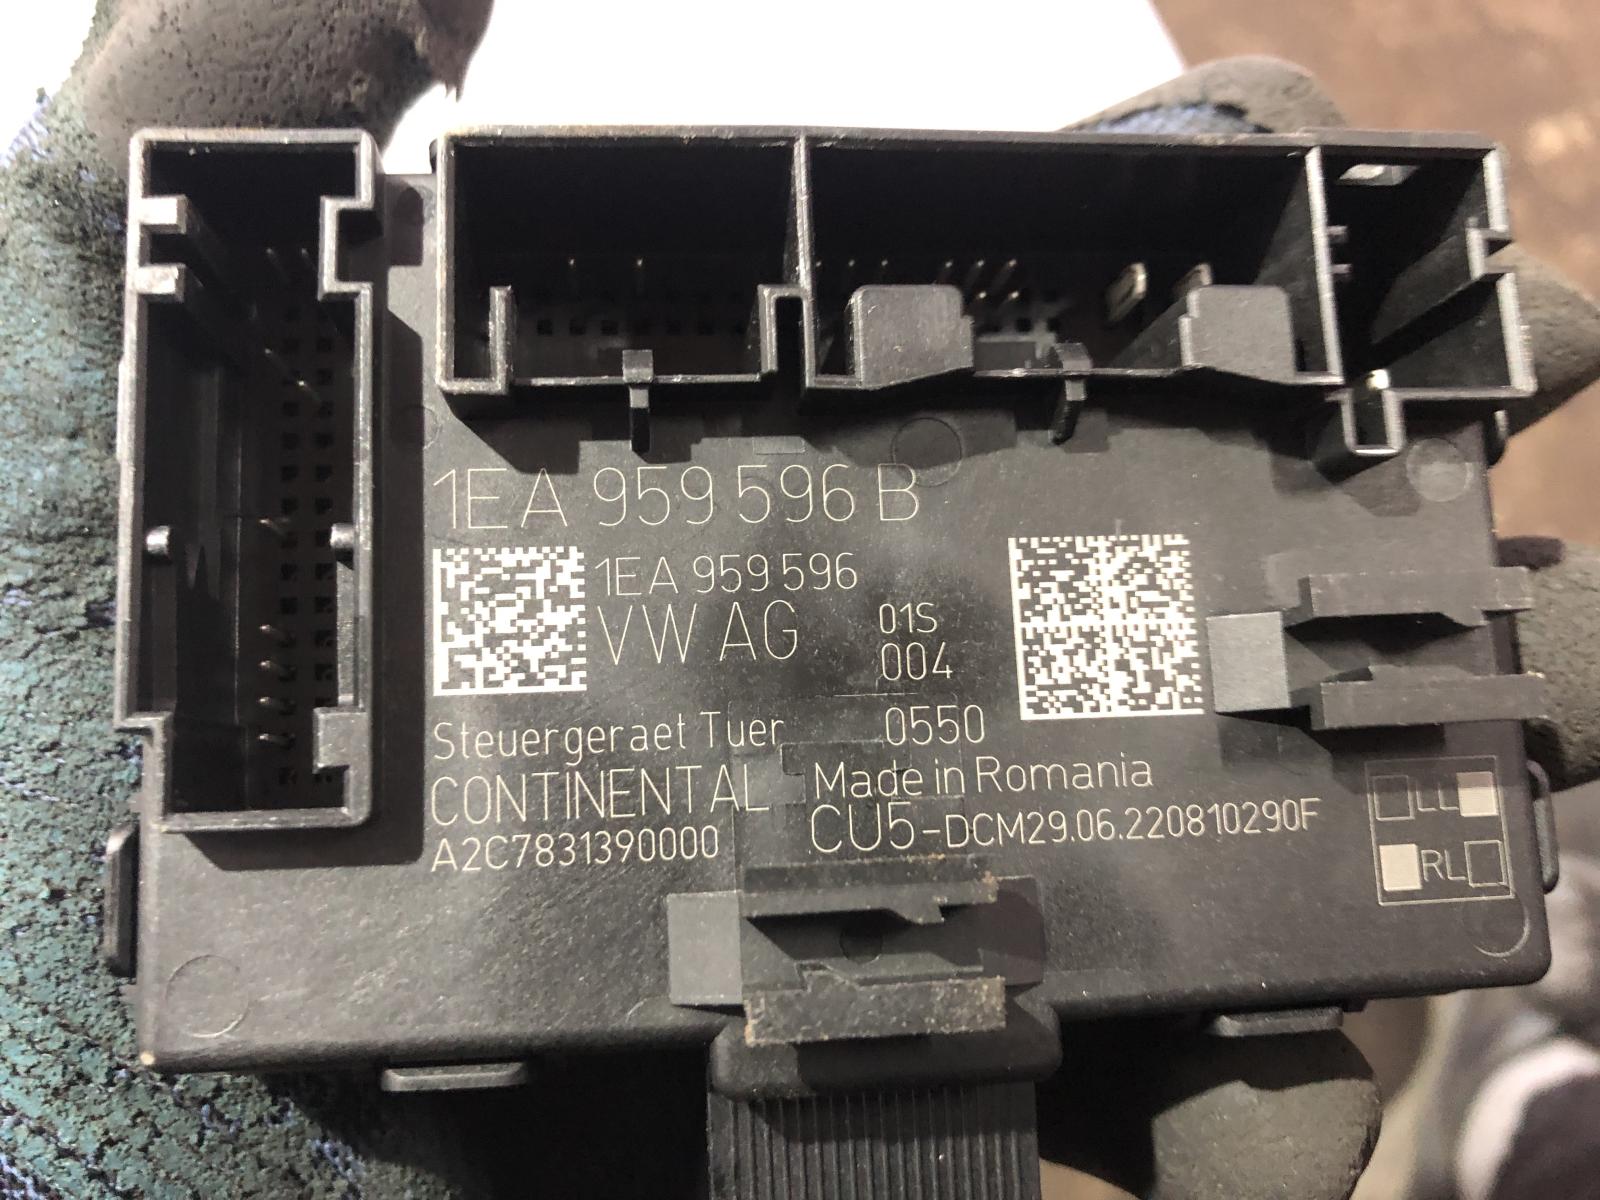 1EA 959 596 B
1EA 959 596
VW AG
01S
004
Steuergeraet Tuer 0550
CONTINENTAL Made in Romania
A2C7831390000 CU5-DCM29.06.220810290F
LL
RL